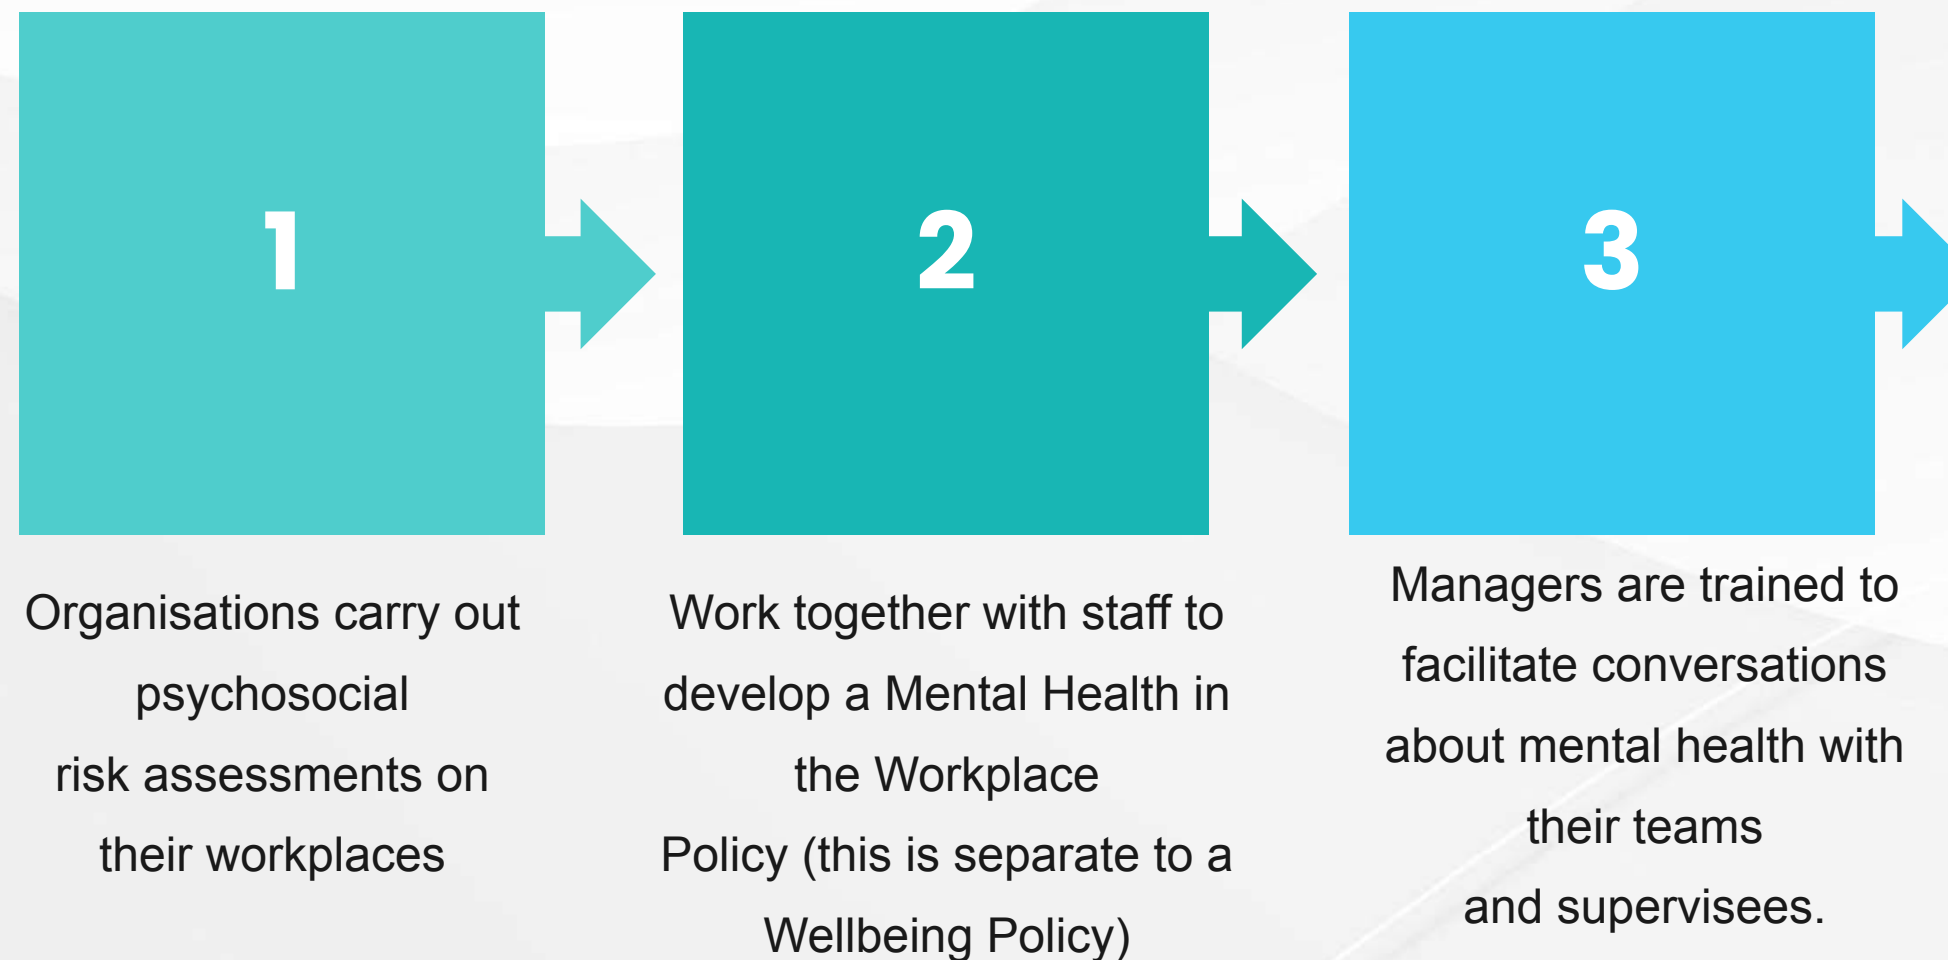 1
Organisations carry out
psychosocial
risk assessments on
their workplaces
2
Work together with staff to
develop a Mental Health in
the Workplace
Policy (this is separate to a
Wellbeing Policy)
3
Managers are trained to
facilitate conversations
about mental health with
their teams
and supervisees.